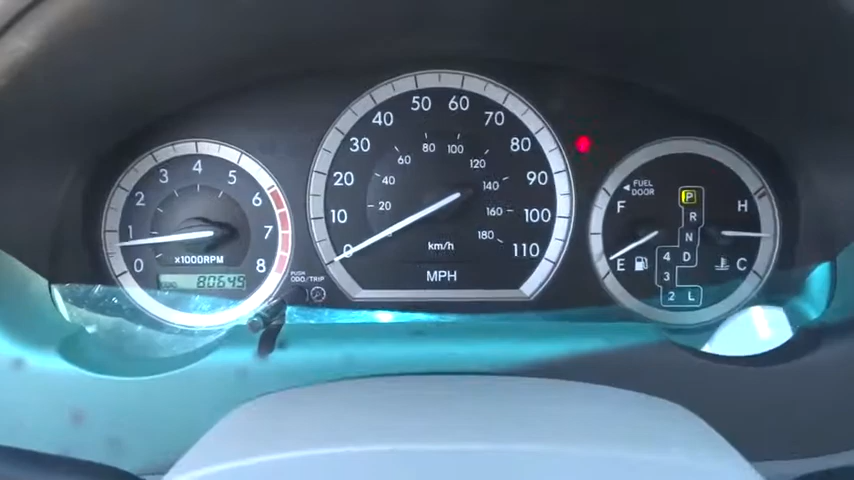 0 1 2 3 4 5 6 7 8
x1000RPM
ODO
80645
PUSH
ODO/TRIP
0 10 20 30 40 50 60 70 80 90 100 110
20 40 60 80 100 120 140 160 180
km/h
MPH
FUEL
DOOR
F
E
P
R
N
4 D
3
2 L
H
C